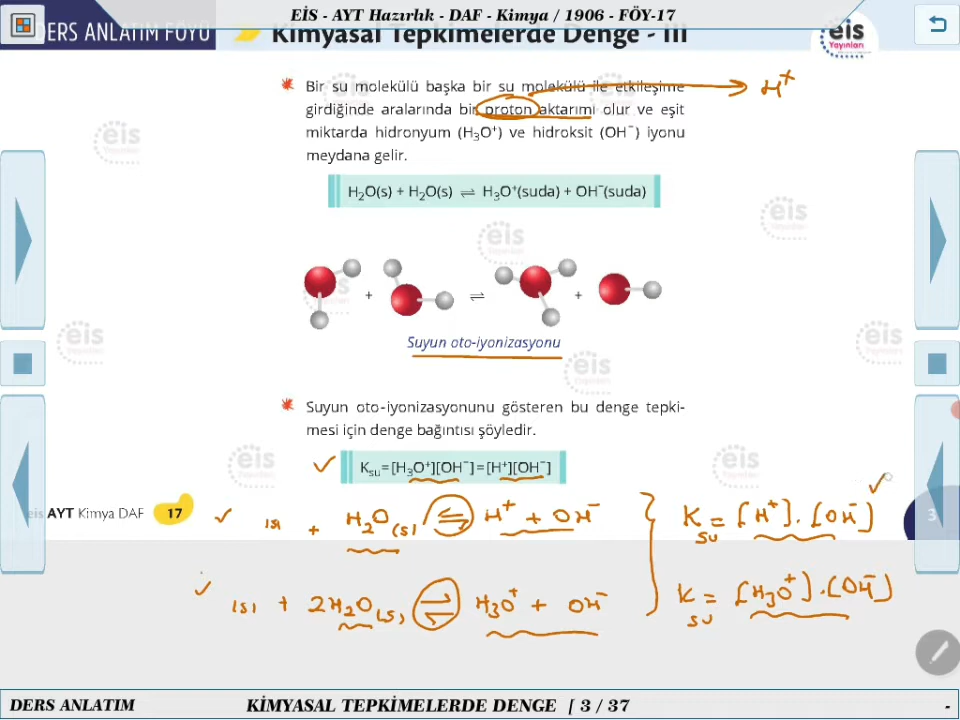 EİS - AYT Hazırlık - DAF - Kimya / 1906 - FÖY-17
DERS ANLATIM FÖYÜ
Kimyasal Tepkimelerde Denge - III
eis
Yayınları
Bir su molekülü başka bir su molekülü ile etkileşime
girdiğinde aralarında bir proton aktarımı olur ve eşit
miktarda hidronyum (H₃O⁺) ve hidroksit (OH⁻) iyonu
meydana gelir.
H⁺
H₂O(s) + H₂O(s) ⇌ H₃O⁺(suda) + OH⁻(suda)
+ ⇌ +
Suyun oto-iyonizasyonu
Suyun oto-iyonizasyonunu gösteren bu denge tepki-
mesi için denge bağıntısı şöyledir.
Ksu=[H₃O⁺][OH⁻]=[H⁺][OH⁻]
eis AYT Kimya DAF 17
3
ısı + H₂O(s) ⇌ H⁺ + OH⁻ Ksu = [H⁺].[OH⁻]
ısı + 2H₂O(s) ⇌ H₃O⁺ + OH⁻ Ksu = [H₃O⁺].[OH⁻]
DERS ANLATIM
KİMYASAL TEPKİMELERDE DENGE [ 3 / 37
-